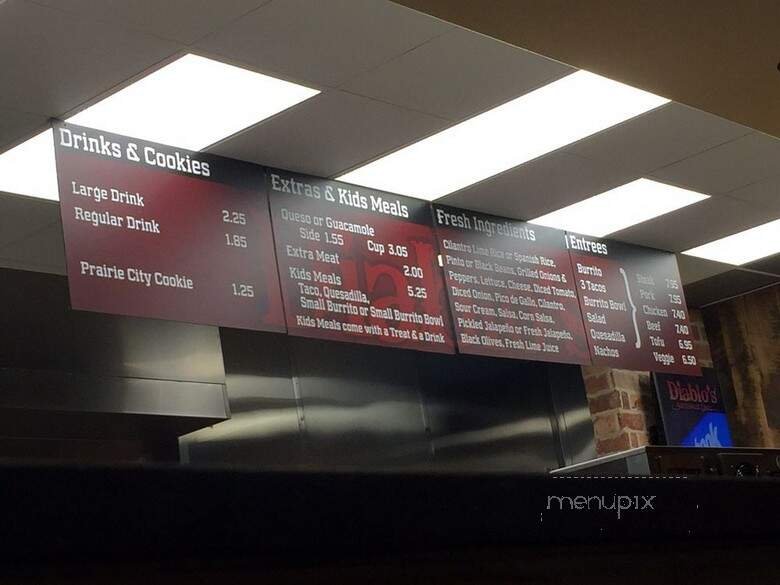 Drinks & Cookies
Large Drink 2.25
Regular Drink 1.85
Prairie City Cookie 1.25
Extras & Kids Meals
Queso or Guacamole
Side 1.55 Cup 3.05
Extra Meat 2.00
Kids Meals 5.25
Taco, Quesadilla,
Small Burrito or Small Burrito Bowl
Kids Meals come with a Treat & a Drink
Fresh Ingredients
Cilantro Lime Rice or Spanish Rice,
Pinto or Black Beans, Grilled Onions &
Peppers, Lettuce, Cheese, Diced Tomato,
Diced Onion, Pico de Gallo, Cilantro,
Sour Cream, Salsa, Corn Salsa,
Pickled Jalapeño or Fresh Jalapeño,
Black Olives, Fresh Lime Juice
Entrees
Burrito
3 Tacos
Burrito Bowl
Salad
Quesadilla
Nachos
Steak 7.95
Pork 7.95
Chicken 7.40
Beef 7.40
Tofu 6.95
Veggie 6.50
Diablo's
menupix